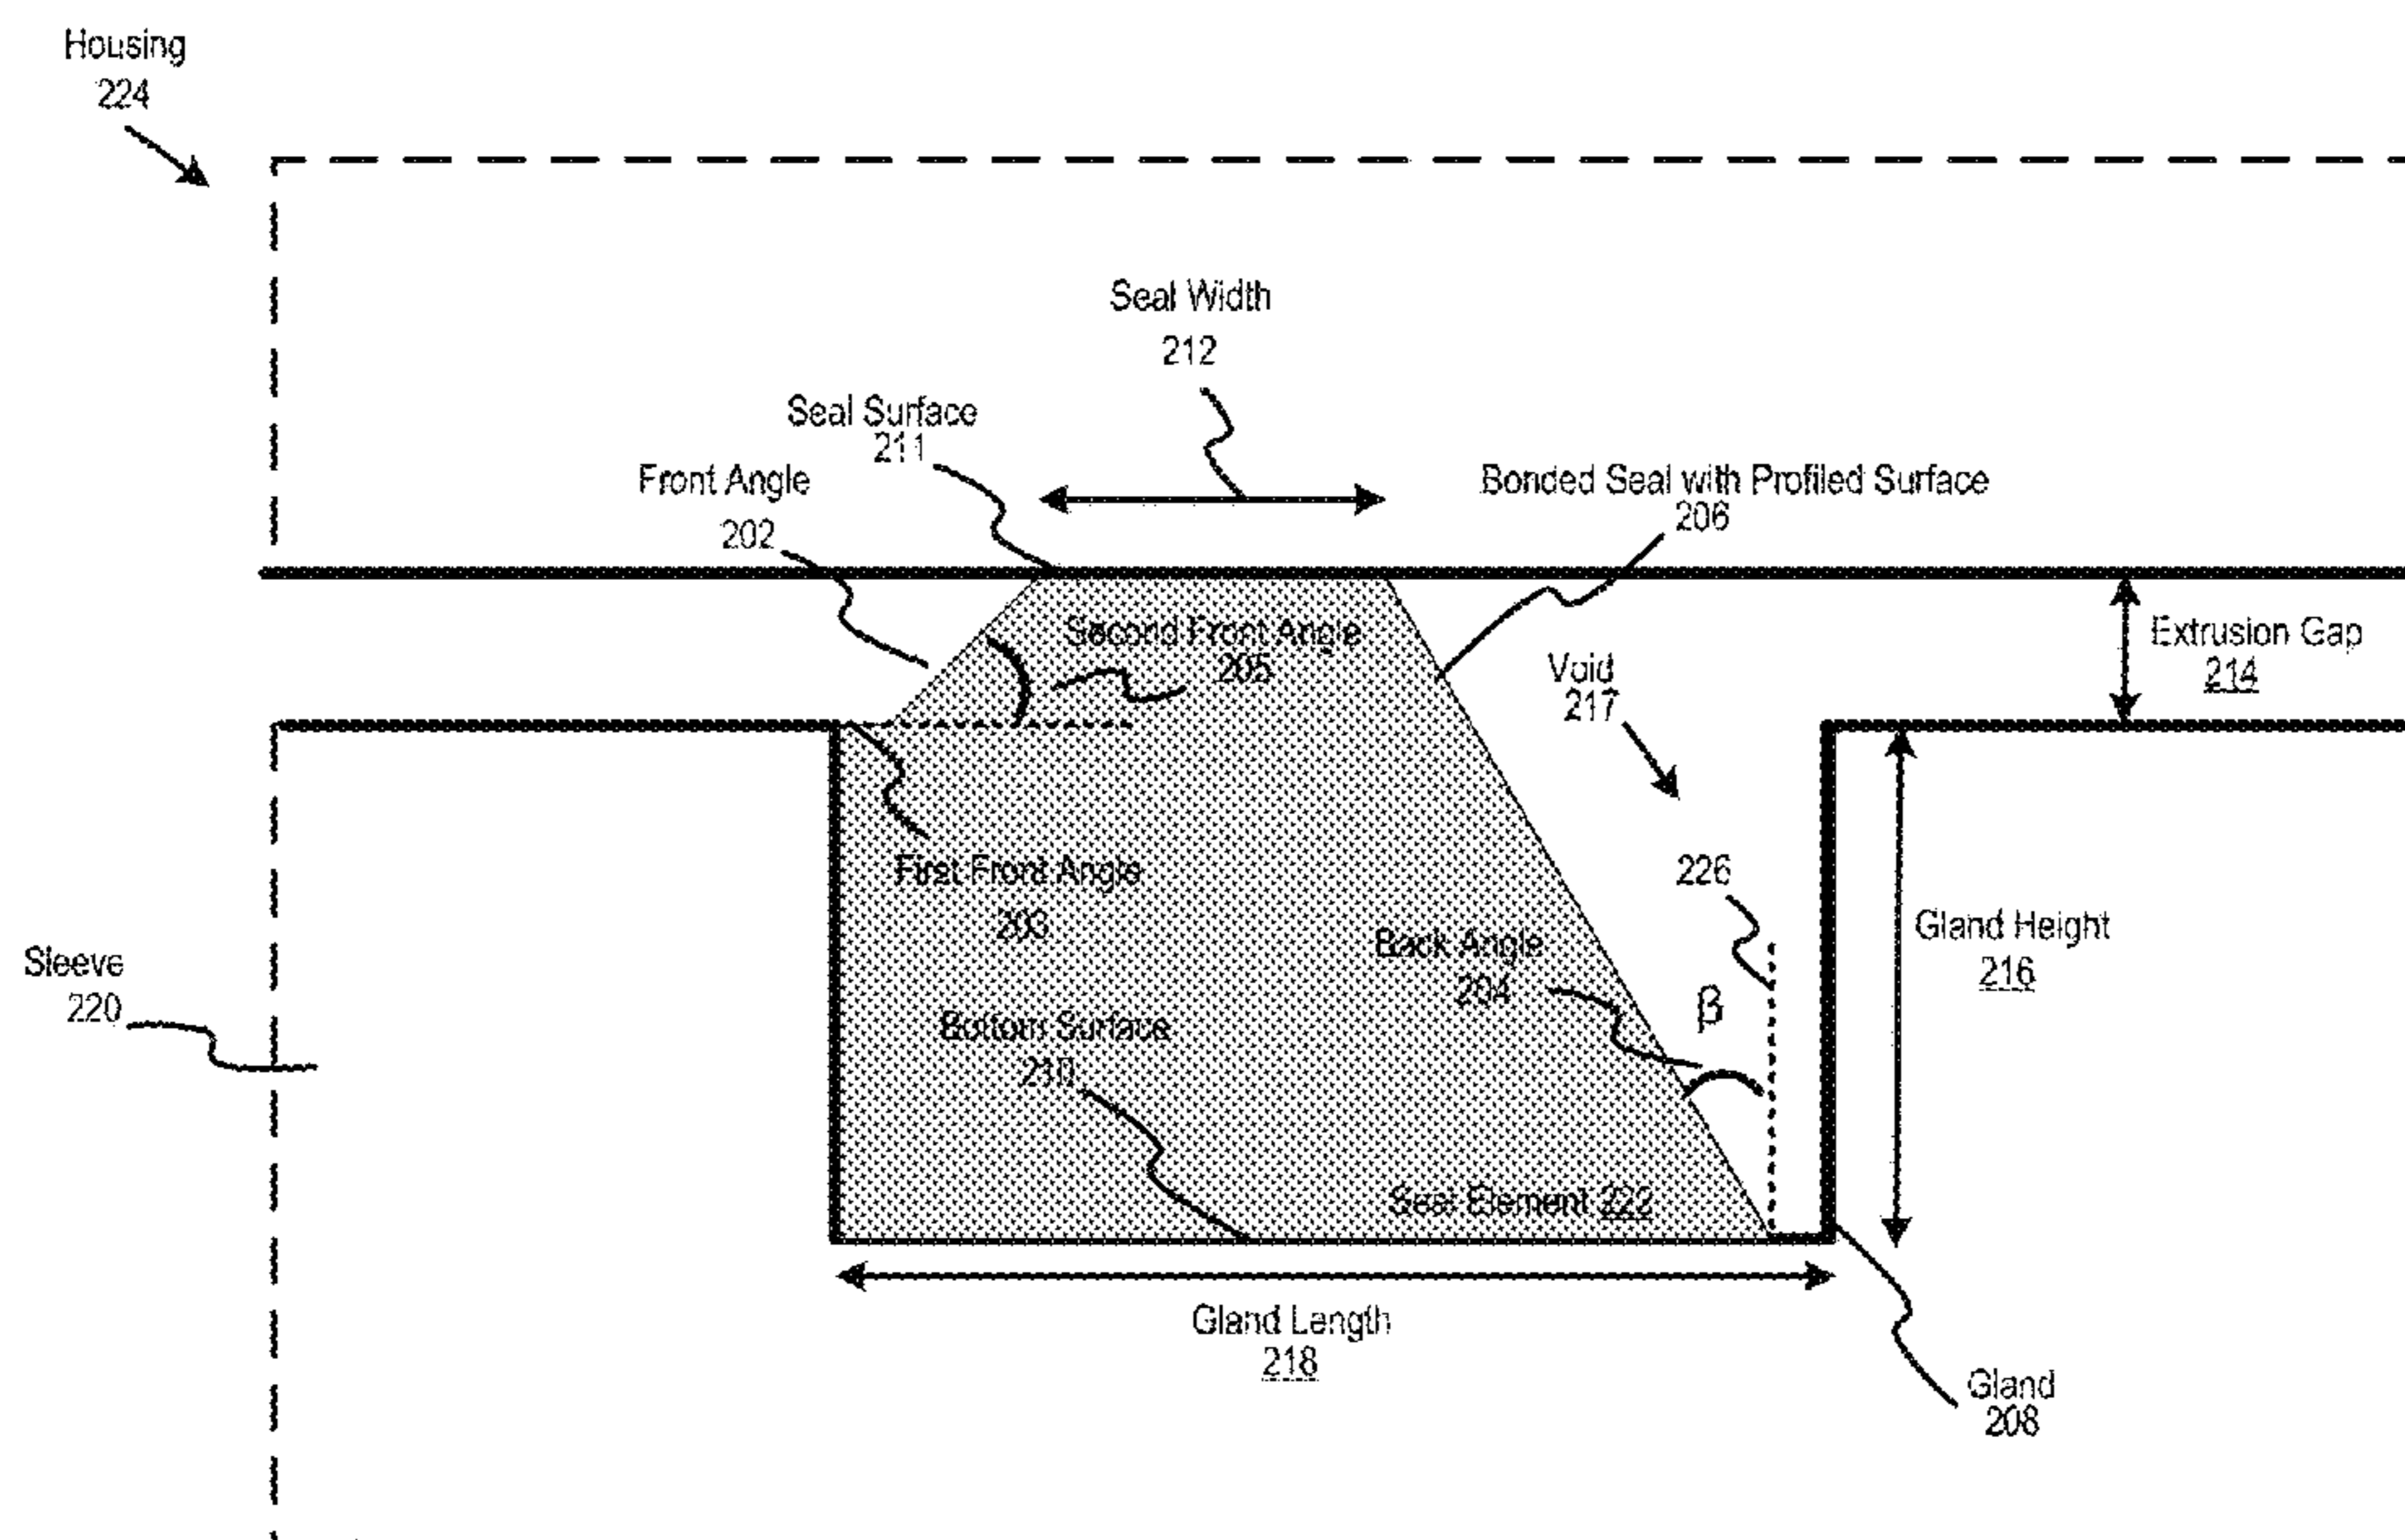 Housing
224
Seal Width
212
Seal Surface
211
Front Angle
202
Bonded Seal with Profiled Surface
206
Second Front Angle
205
Void
217
Extrusion Gap
214
First Front Angle
203
226
Back Angle
204
β
Gland Height
216
Sleeve
220
Bottom Surface
210
Seal Element 222
Gland Length
218
Gland
208